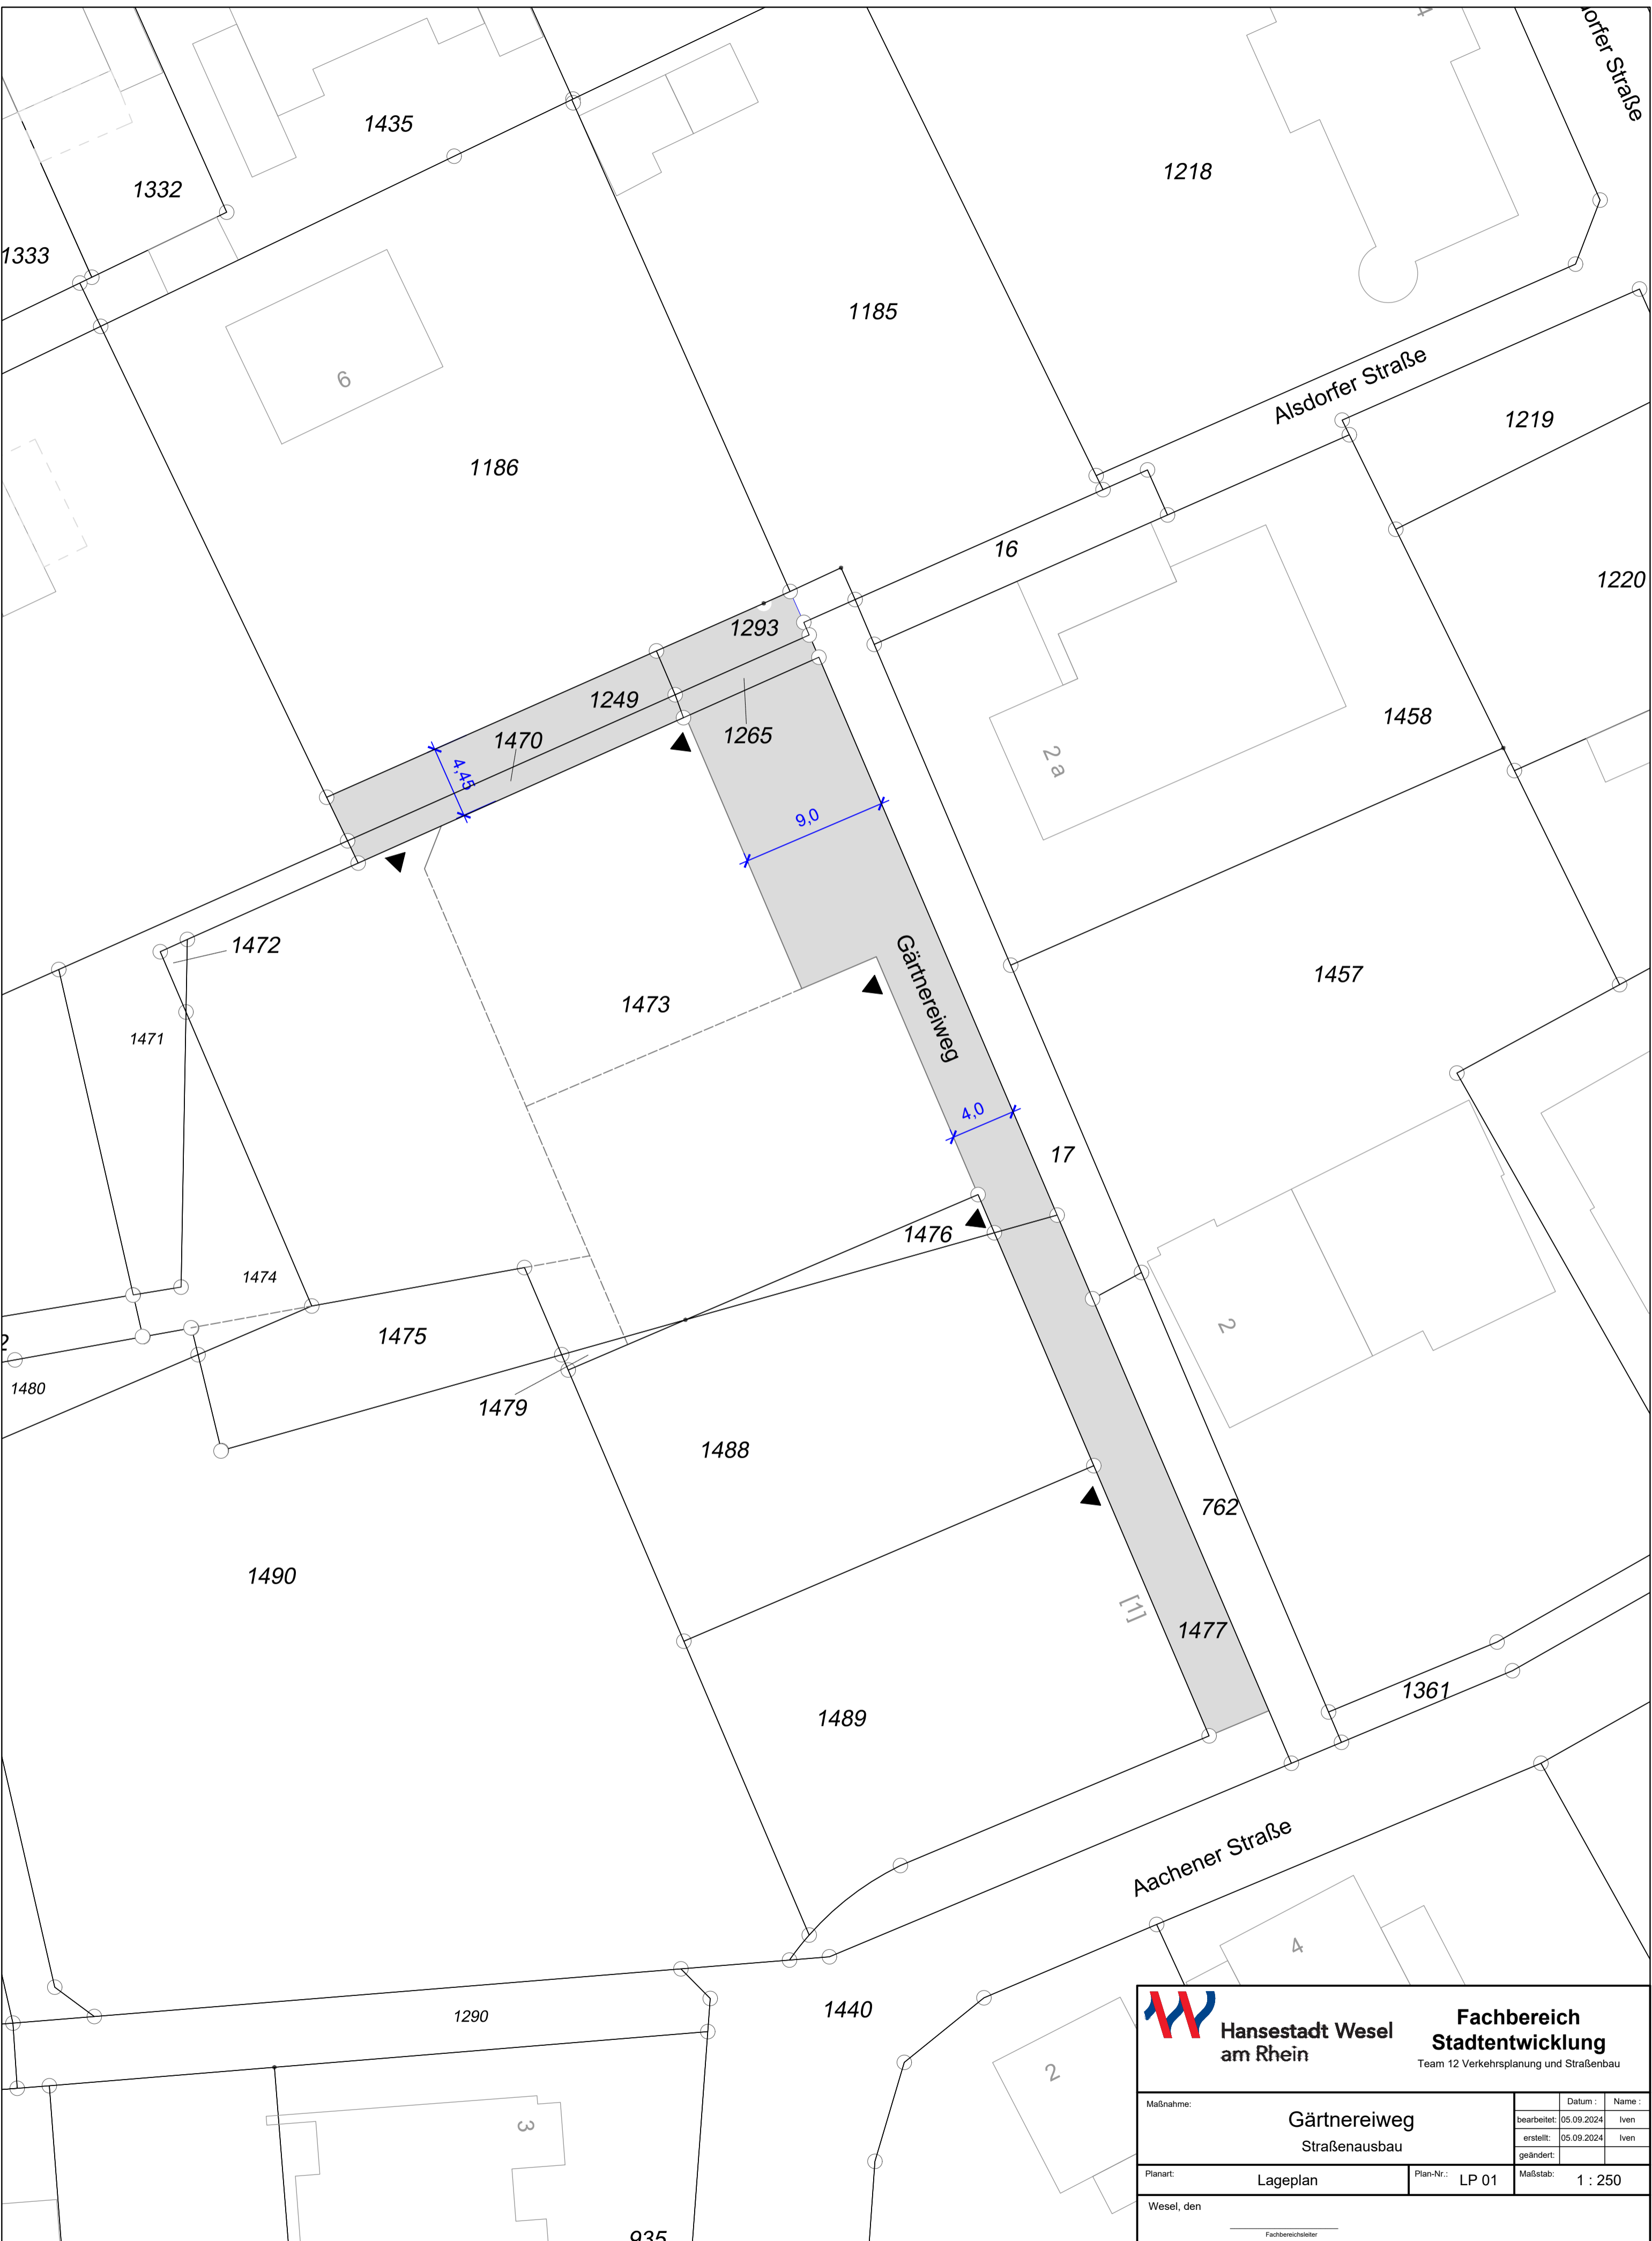 4
dorfer Straße
1435
1218
1332
1333
1185
6
Alsdorfer Straße
1219
1186
16
1220
1293
1249
1458
1470
1265
2 a
4,45
9,0
1472
Gärtnereiweg
1457
1473
1471
4,0
17
1476
1474
2
1475
2
1480
1479
1488
762
1490
[1]
1477
1361
1489
Aachener Straße
4
1440
1290
2
3
935
Hansestadt Wesel
am Rhein
Fachbereich
Stadtentwicklung
Team 12 Verkehrsplanung und Straßenbau
Maßnahme:
Gärtnereiweg
Straßenausbau
Datum : Name :
bearbeitet: 05.09.2024 Iven
erstellt: 05.09.2024 Iven
geändert:
Planart: Lageplan Plan-Nr.: LP 01 Maßstab: 1 : 250
Wesel, den
Fachbereichsleiter